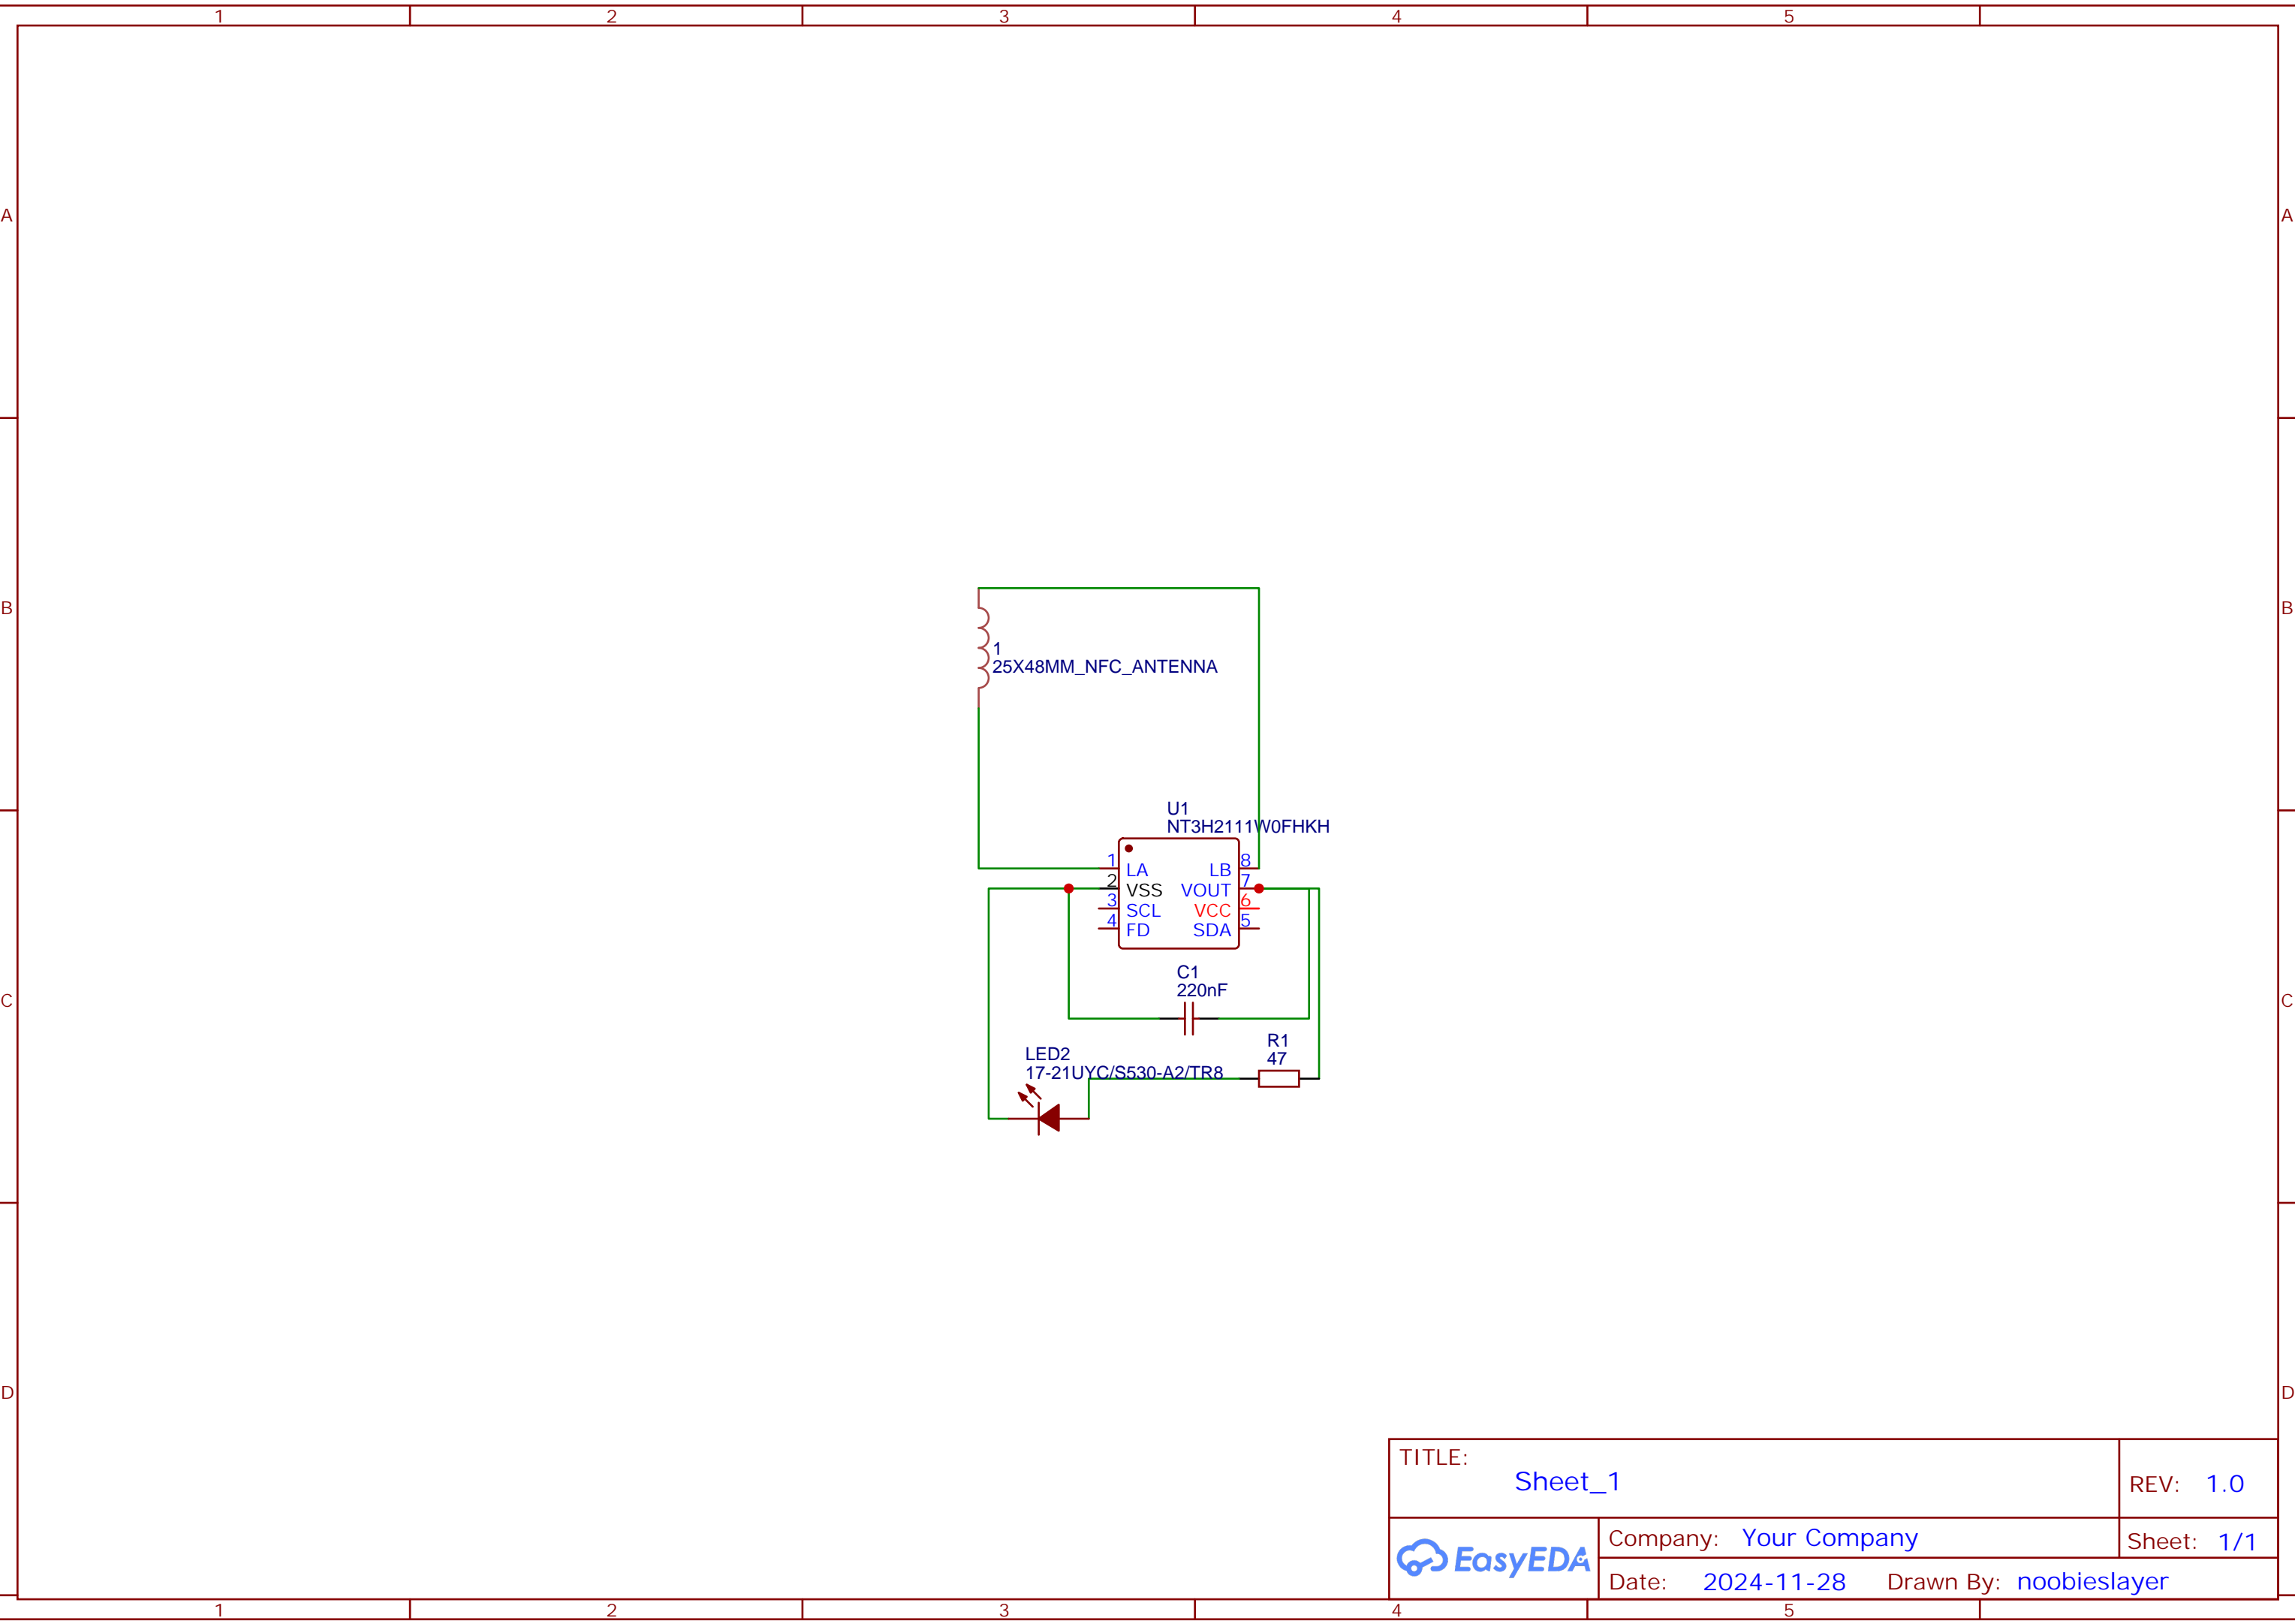 1 2 3 4 5
A A
B B
1
25X48MM_NFC_ANTENNA
U1
NT3H2111W0FHKH
1 LA LB 8
2 VSS VOUT 7
3 SCL VCC 6
4 FD SDA 5
C C
C1
220nF
R1
47
LED2
17-21UYC/S530-A2/TR8
D D
TITLE:
Sheet_1
REV: 1.0
EasyEDA
Company: Your Company
Sheet: 1/1
Date: 2024-11-28 Drawn By: noobieslayer
1 2 3 4 5